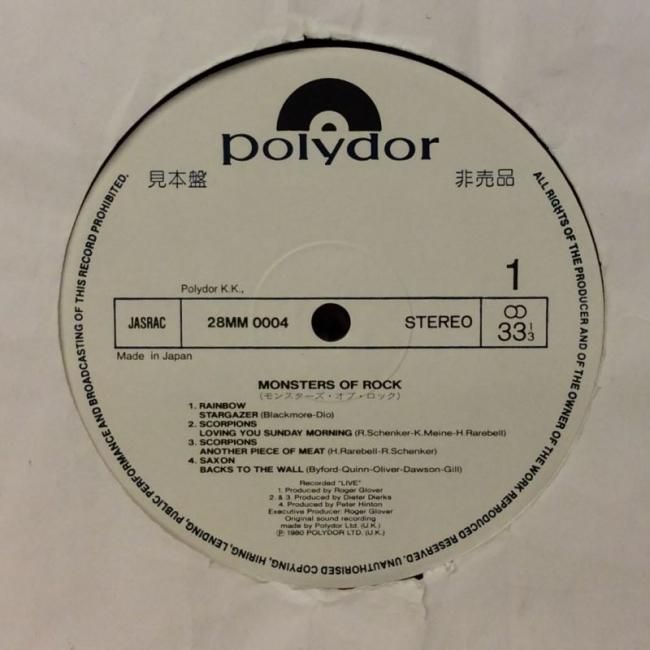 polydor
見本盤 非売品
1
Polydor K.K.,
JASRAC 28MM 0004 STEREO 33 1/3
Made in Japan
MONSTERS OF ROCK
(モンスターズ・オブ・ロック)
1. RAINBOW
STARGAZER (Blackmore-Dio)
2. SCORPIONS
LOVING YOU SUNDAY MORNING (R.Schenker-K.Meine-H.Rarebell)
3. SCORPIONS
ANOTHER PIECE OF MEAT (H.Rarebell-R.Schenker)
4. SAXON
BACKS TO THE WALL (Byford-Quinn-Oliver-Dawson-Gill)
Recorded "LIVE"
1. Produced by Roger Glover
2. & 3. Produced by Dieter Dierks
4. Produced by Peter Hinton
Executive Producer: Roger Glover
Original sound recording
made by Polydor Ltd. (U.K.)
℗ 1980 POLYDOR LTD. (U.K.)
ALL RIGHTS OF THE PRODUCER AND OF THE OWNER OF THE WORK REPRODUCED RESERVED. UNAUTHORISED COPYING, HIRING, LENDING, PUBLIC PERFORMANCE AND BROADCASTING OF THIS RECORD PROHIBITED.